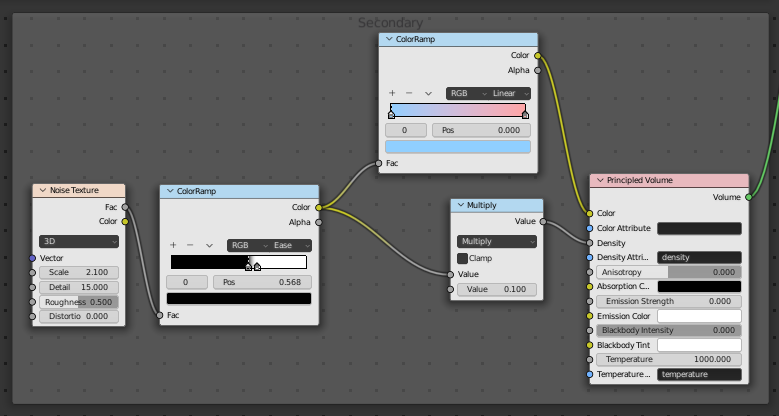 Secondary
Noise Texture
Fac
Color
3D
Vector
Scale 2.100
Detail 15.000
Roughness 0.500
Distortio 0.000
ColorRamp
Color
Alpha
+ −
RGB Ease
0 Pos 0.568
Fac
ColorRamp
Color
Alpha
+ −
RGB Linear
0 Pos 0.000
Fac
Multiply
Value
Multiply
Clamp
Value
Value 0.100
Principled Volume
Volume
Color
Color Attribute
Density
Density Attri... density
Anisotropy 0.000
Absorption C...
Emission Strength 0.000
Emission Color
Blackbody Intensity 0.000
Blackbody Tint
Temperature 1000.000
Temperature... temperature